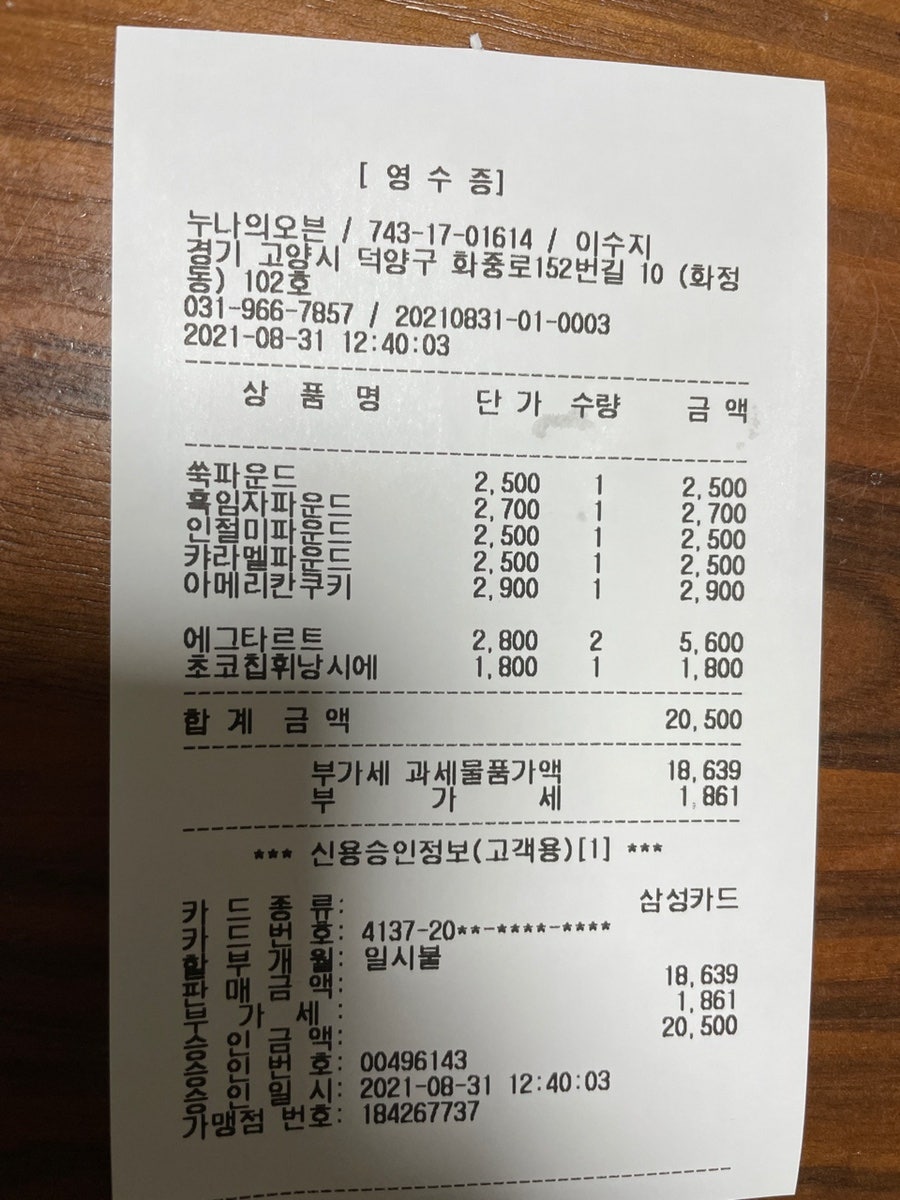 [ 영 수 증]
누나의오븐 / 743-17-01614 / 이수지
경기 고양시 덕양구 화중로152번길 10 (화정
동) 102호
031-966-7857 / 20210831-01-0003
2021-08-31 12:40:03
상 품 명 단 가 수량 금 액
쑥파운드 2,500 1 2,500
흑임자파운드 2,700 1 2,700
인절미파운드 2,500 1 2,500
캬라멜파운드 2,500 1 2,500
아메리칸쿠키 2,900 1 2,900
에그타르트 2,800 2 5,600
초코칩휘낭시에 1,800 1 1,800
합 계 금 액 20,500
부가세 과세물품가액 18,639
부 가 세 1,861
*** 신용승인정보(고객용)[1] ***
카 드 종 류: 삼성카드
카 드 번 호: 4137-20**-****-****
할 부 개 월: 일시불
판 매 금 액: 18,639
부 가 세 : 1,861
승 인 금 액: 20,500
승 인 번 호: 00496143
승 인 일 시: 2021-08-31 12:40:03
가맹점 번호: 184267737